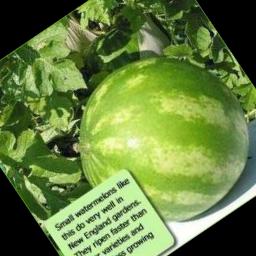 Small watermelons like
this do very well in
New England gardens.
They ripen faster than
varieties and
growing